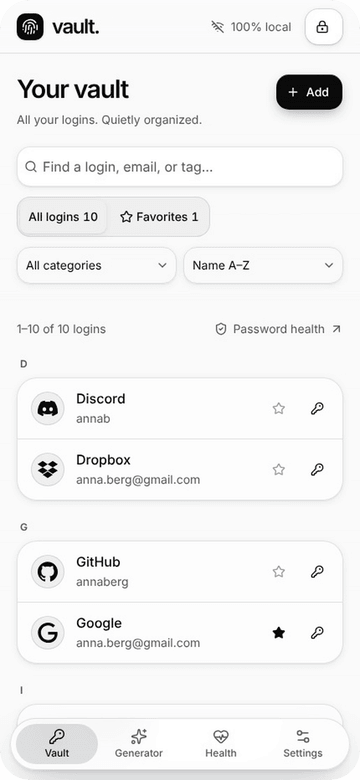 vault.
100% local
Your vault
+ Add
All your logins. Quietly organized.
Find a login, email, or tag...
All logins 10
Favorites 1
All categories
Name A–Z
1–10 of 10 logins
Password health
D
Discord
annab
Dropbox
anna.berg@gmail.com
G
GitHub
annaberg
Google
anna.berg@gmail.com
I
Vault
Generator
Health
Settings